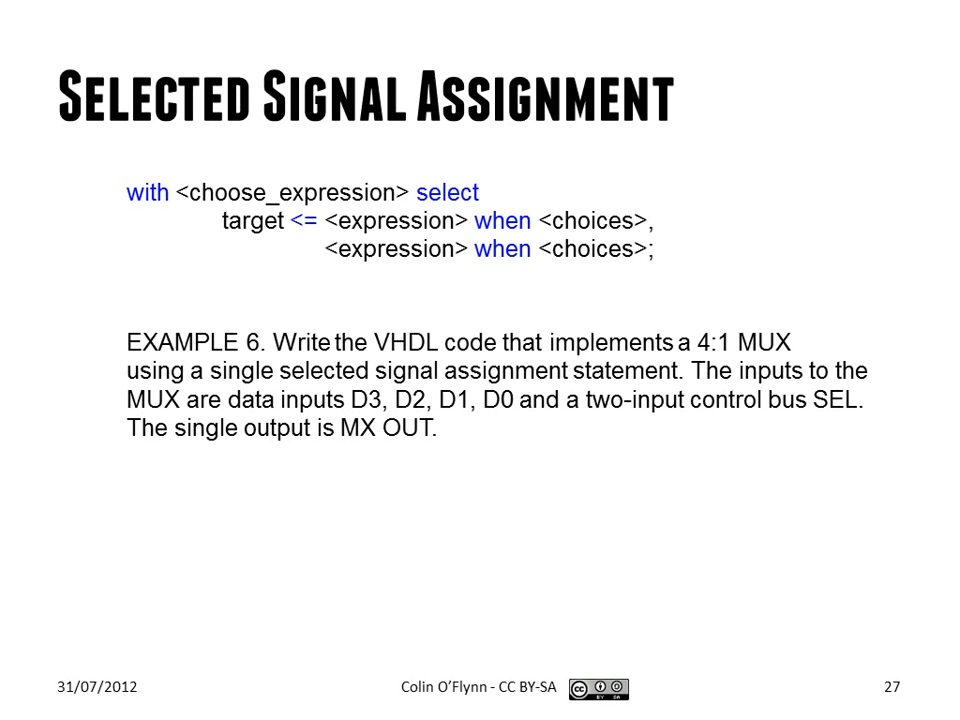 Selected Signal Assignment
with <choose_expression> select
target <= <expression> when <choices>,
<expression> when <choices>;
EXAMPLE 6. Write the VHDL code that implements a 4:1 MUX
using a single selected signal assignment statement. The inputs to the
MUX are data inputs D3, D2, D1, D0 and a two-input control bus SEL.
The single output is MX OUT.
31/07/2012
Colin O’Flynn - CC BY-SA
cc BY SA
27